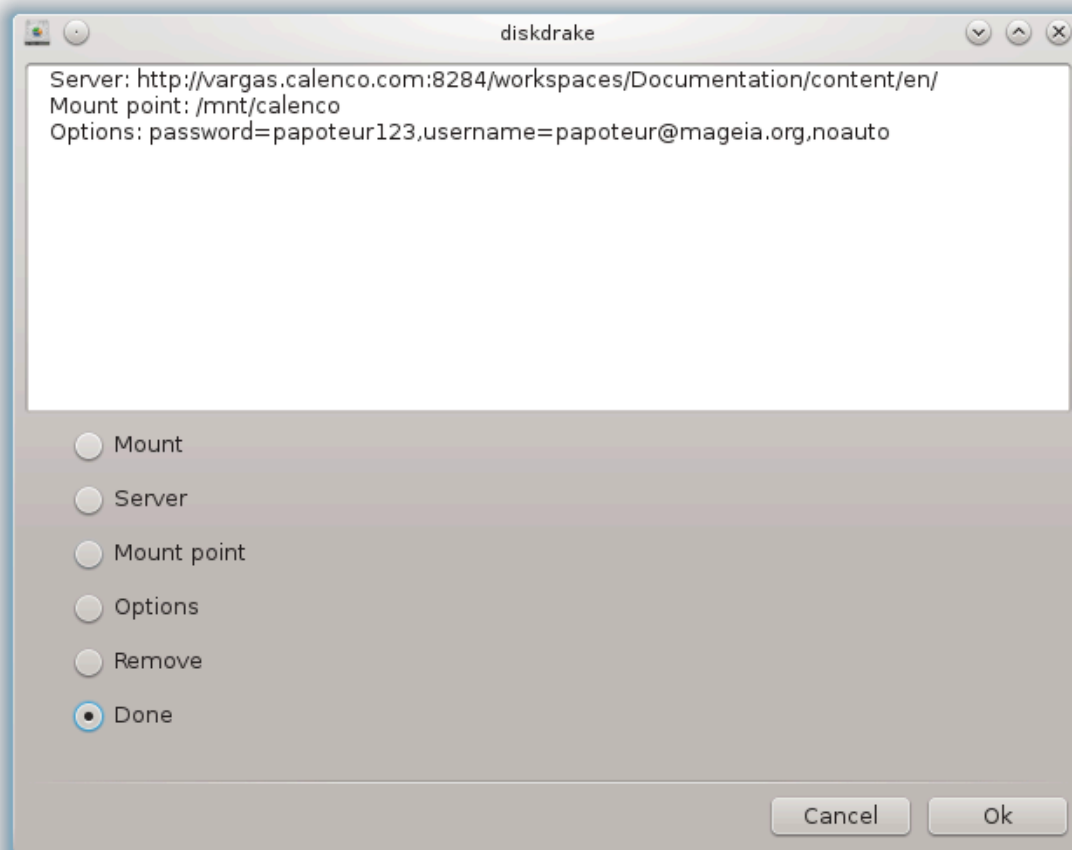 diskdrake
Server: http://vargas.calenco.com:8284/workspaces/Documentation/content/en/
Mount point: /mnt/calenco
Options: password=papoteur123,username=papoteur@mageia.org,noauto
Mount
Server
Mount point
Options
Remove
Done
Cancel Ok